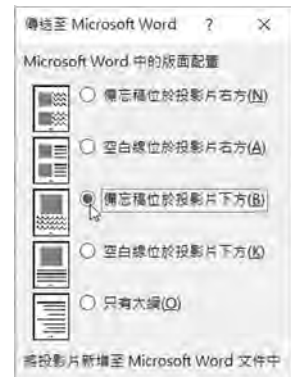 傳送至 Microsoft Word ? ×
Microsoft Word 中的版面配置
備忘稿位於投影片右方(N)
空白線位於投影片右方(A)
備忘稿位於投影片下方(B)
空白線位於投影片下方(K)
只有大綱(O)
將投影片新增至 Microsoft Word 文件中